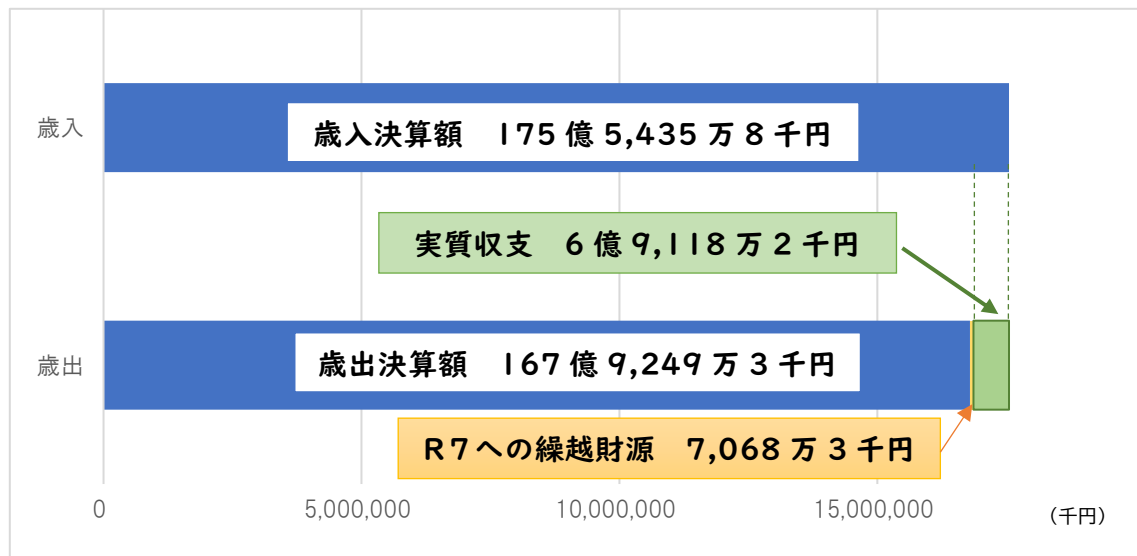 歳入
歳入決算額　175億5,435万8千円
実質収支　6億9,118万2千円
歳出
歳出決算額　167億9,249万3千円
R7への繰越財源　7,068万3千円
0 5,000,000 10,000,000 15,000,000 （千円）